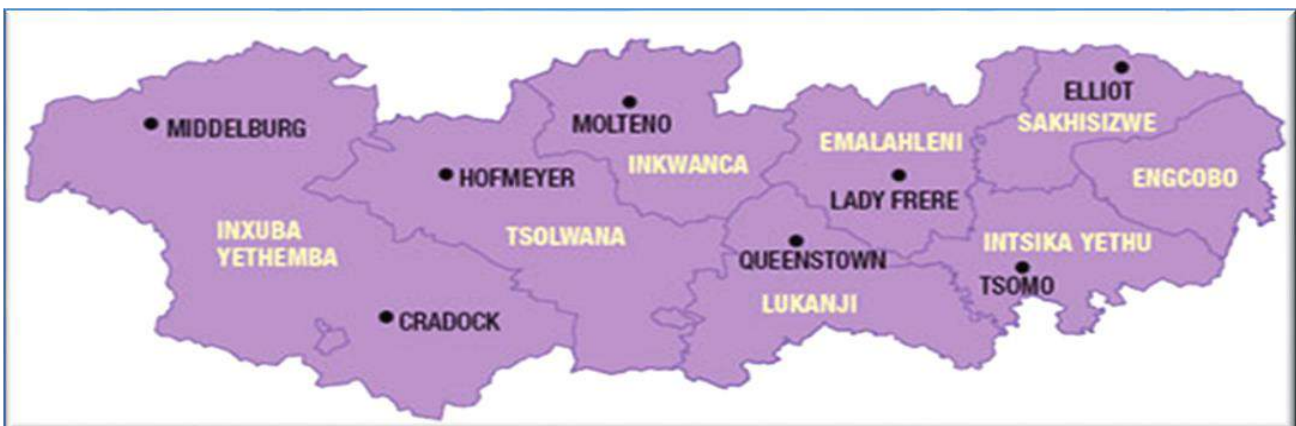 ELLIOT
MOLTENO
SAKHISIZWE
MIDDELBURG
EMALAHLENI
INKWANCA
HOFMEYER
ENGCOBO
LADY FRERE
INXUBA
YETHEMBA
TSOLWANA
INTSIKA YETHU
QUEENSTOWN
TSOMO
LUKANJI
CRADOCK